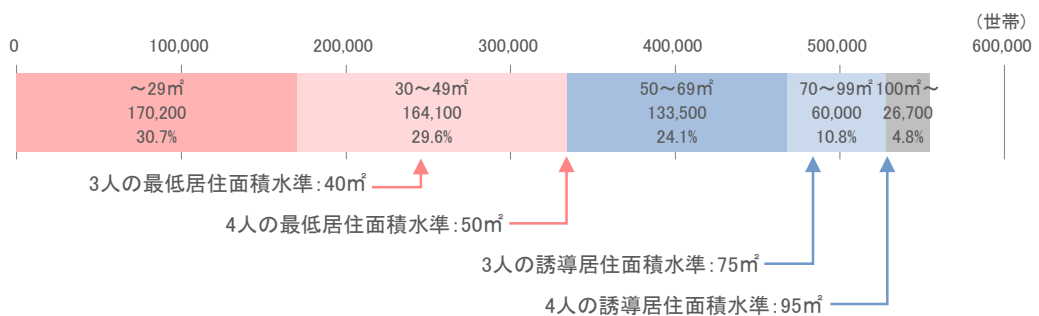 （世帯）
0 100,000 200,000 300,000 400,000 500,000 600,000
～29㎡ 30～49㎡ 50～69㎡ 70～99㎡ 100㎡～
170,200 164,100 133,500 60,000 26,700
30.7% 29.6% 24.1% 10.8% 4.8%
3人の最低居住面積水準：40㎡
4人の最低居住面積水準：50㎡
3人の誘導居住面積水準：75㎡
4人の誘導居住面積水準：95㎡